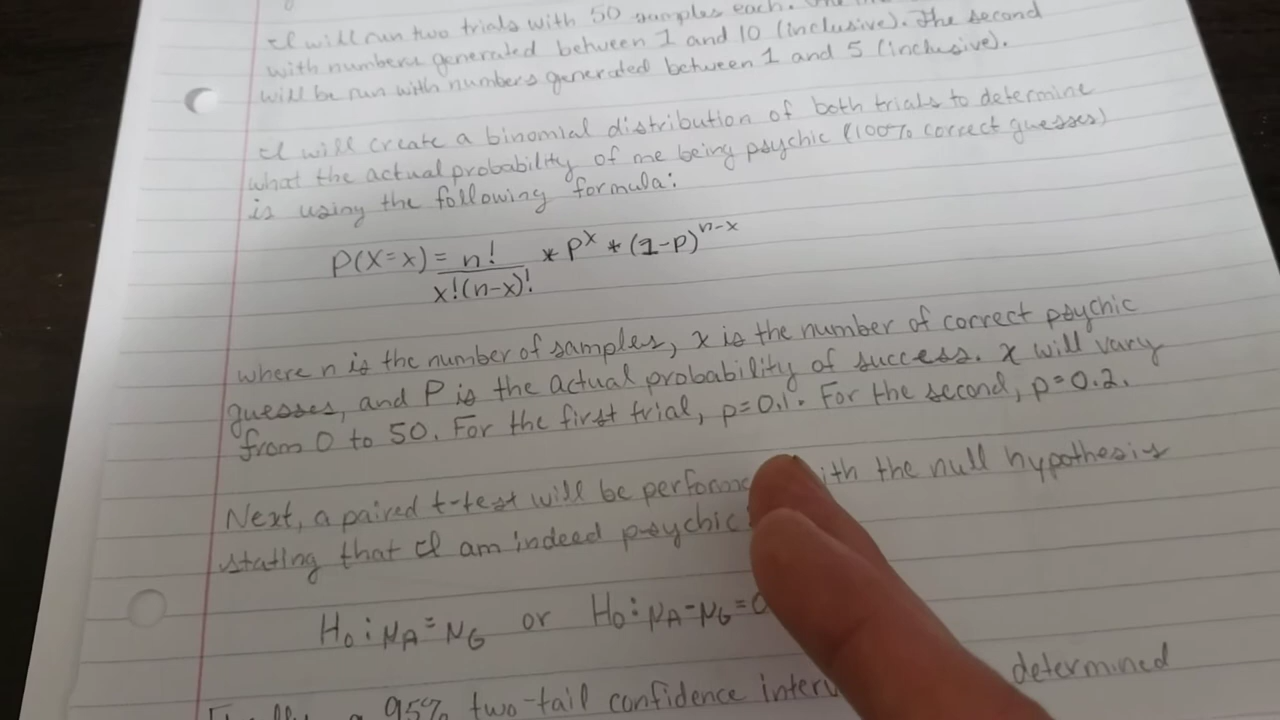 I will run two trials with 50 samples each.
with numbers generated between 1 and 10 (inclusive). The second
will be run with numbers generated between 1 and 5 (inclusive).
I will create a binomial distribution of both trials to determine
what the actual probability of me being psychic (100% correct guesses)
is using the following formula:
P(X=x) = n! / x!(n-x)! * P^x * (1-P)^n-x
where n is the number of samples, x is the number of correct psychic
guesses, and P is the actual probability of success. x will vary
from 0 to 50. For the first trial, p=0.1. For the second, p=0.2.
Next, a paired t-test will be with the null hypothesis
stating that I am indeed psychic
H₀: μA = μG or H₀: μA-μG=0
a 95% two-tail confidence determined